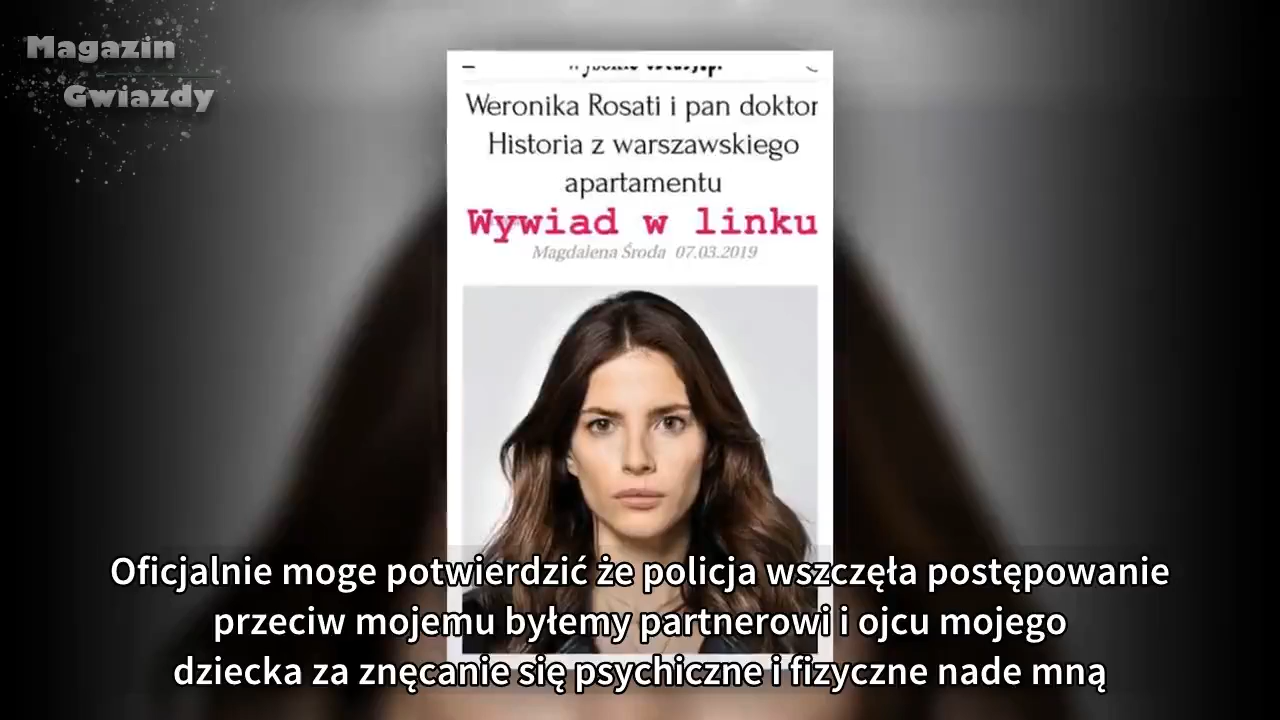 Magazin
Gwiazdy
Weronika Rosati i pan doktor
Historia z warszawskiego
apartamentu
Wywiad w linku
Magdalena Środa 07.03.2019
Oficjalnie moge potwierdzić że policja wszczęła postępowanie
przeciw mojemu byłemy partnerowi i ojcu mojego
dziecka za znęcanie się psychiczne i fizyczne nade mną